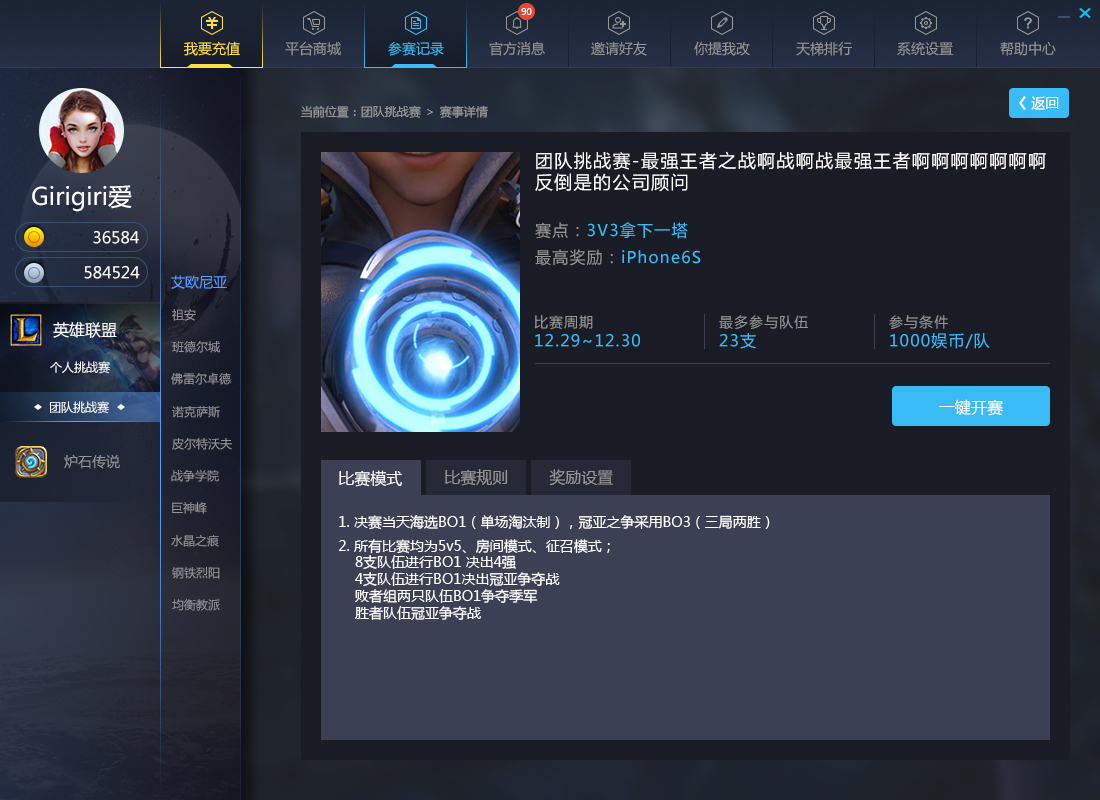 我要充值
平台商城
参赛记录
官方消息
90
邀请好友
你提我改
天梯排行
系统设置
帮助中心
Girigiri爱
36584
584524
英雄联盟
个人挑战赛
团队挑战赛
炉石传说
艾欧尼亚
祖安
班德尔城
佛雷尔卓德
诺克萨斯
皮尔特沃夫
战争学院
巨神峰
水晶之痕
钢铁烈阳
均衡教派
当前位置：团队挑战赛 > 赛事详情
返回
团队挑战赛-最强王者之战啊战啊战最强王者啊啊啊啊啊啊啊
反倒是的公司顾问
赛点：3V3拿下一塔
最高奖励：iPhone6S
比赛周期
12.29~12.30
最多参与队伍
23支
参与条件
1000娱币/队
一键开赛
比赛模式
比赛规则
奖励设置
1. 决赛当天海选BO1（单场淘汰制），冠亚之争采用BO3（三局两胜）
2. 所有比赛均为5v5、房间模式、征召模式；
8支队伍进行BO1 决出4强
4支队伍进行BO1决出冠亚争夺战
败者组两只队伍BO1争夺季军
胜者队伍冠亚争夺战